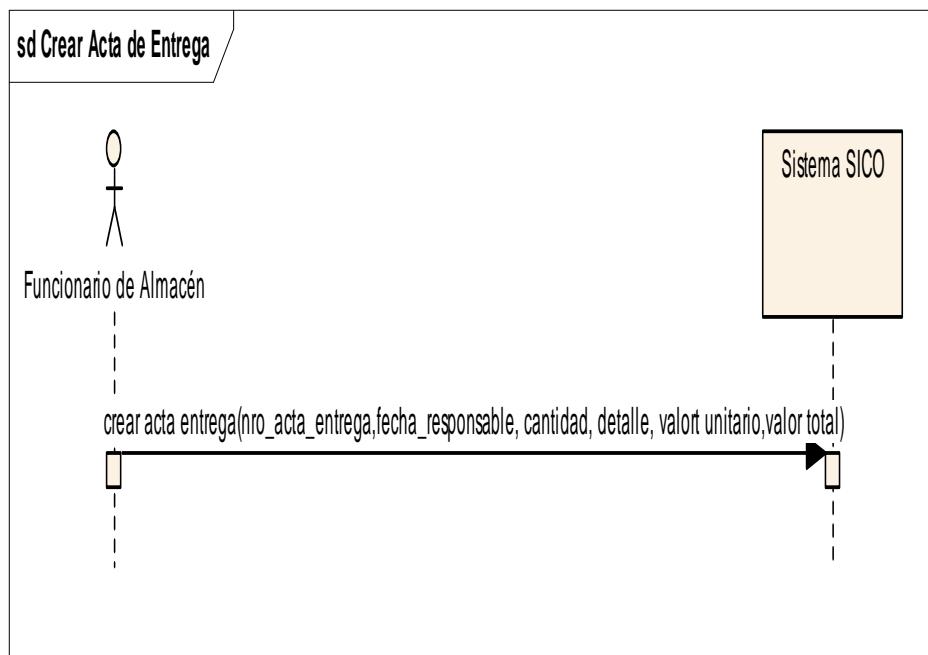 sd Crear Acta de Entrega
Sistema SICO
Funcionario de Almacén
crear acta entrega(nro_acta_entrega,fecha_responsable, cantidad, detalle, valort unitario,valor total)